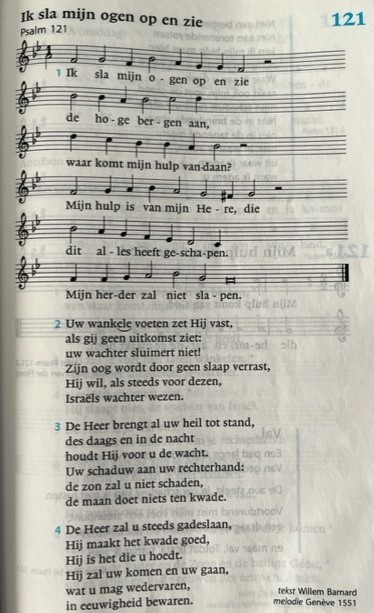 Ik sla mijn ogen op en zie 121
Psalm 121
1 Ik sla mijn o - gen op en zie
de ho - ge ber - gen aan,
waar komt mijn hulp van-daan?
Mijn hulp is van mijn He - re, die
dit al - les heeft ge-scha-pen.
Mijn her-der zal niet sla - pen.
2 Uw wankele voeten zet Hij vast,
als gij geen uitkomst ziet:
uw wachter sluimert niet!
Zijn oog wordt door geen slaap verrast,
Hij wil, als steeds voor dezen,
Israëls wachter wezen.
3 De Heer brengt al uw heil tot stand,
des daags en in de nacht
houdt Hij voor u de wacht.
Uw schaduw aan uw rechterhand:
de zon zal u niet schaden,
de maan doet niets ten kwade.
4 De Heer zal u steeds gadeslaan,
Hij maakt het kwade goed,
Hij is het die u hoedt.
Hij zal uw komen en uw gaan,
wat u mag wedervaren,
in eeuwigheid bewaren.
tekst Willem Barnard
melodie Genève 1551